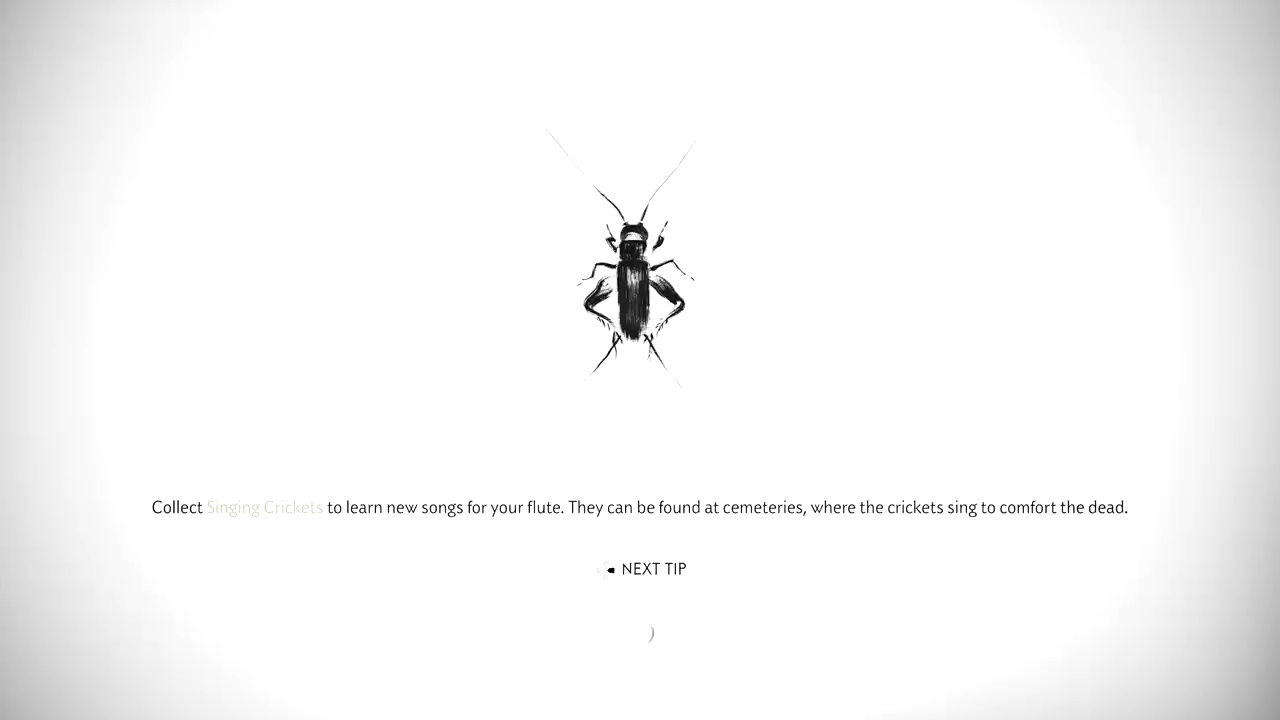 Collect Singing Crickets to learn new songs for your flute. They can be found at cemeteries, where the crickets sing to comfort the dead.
NEXT TIP